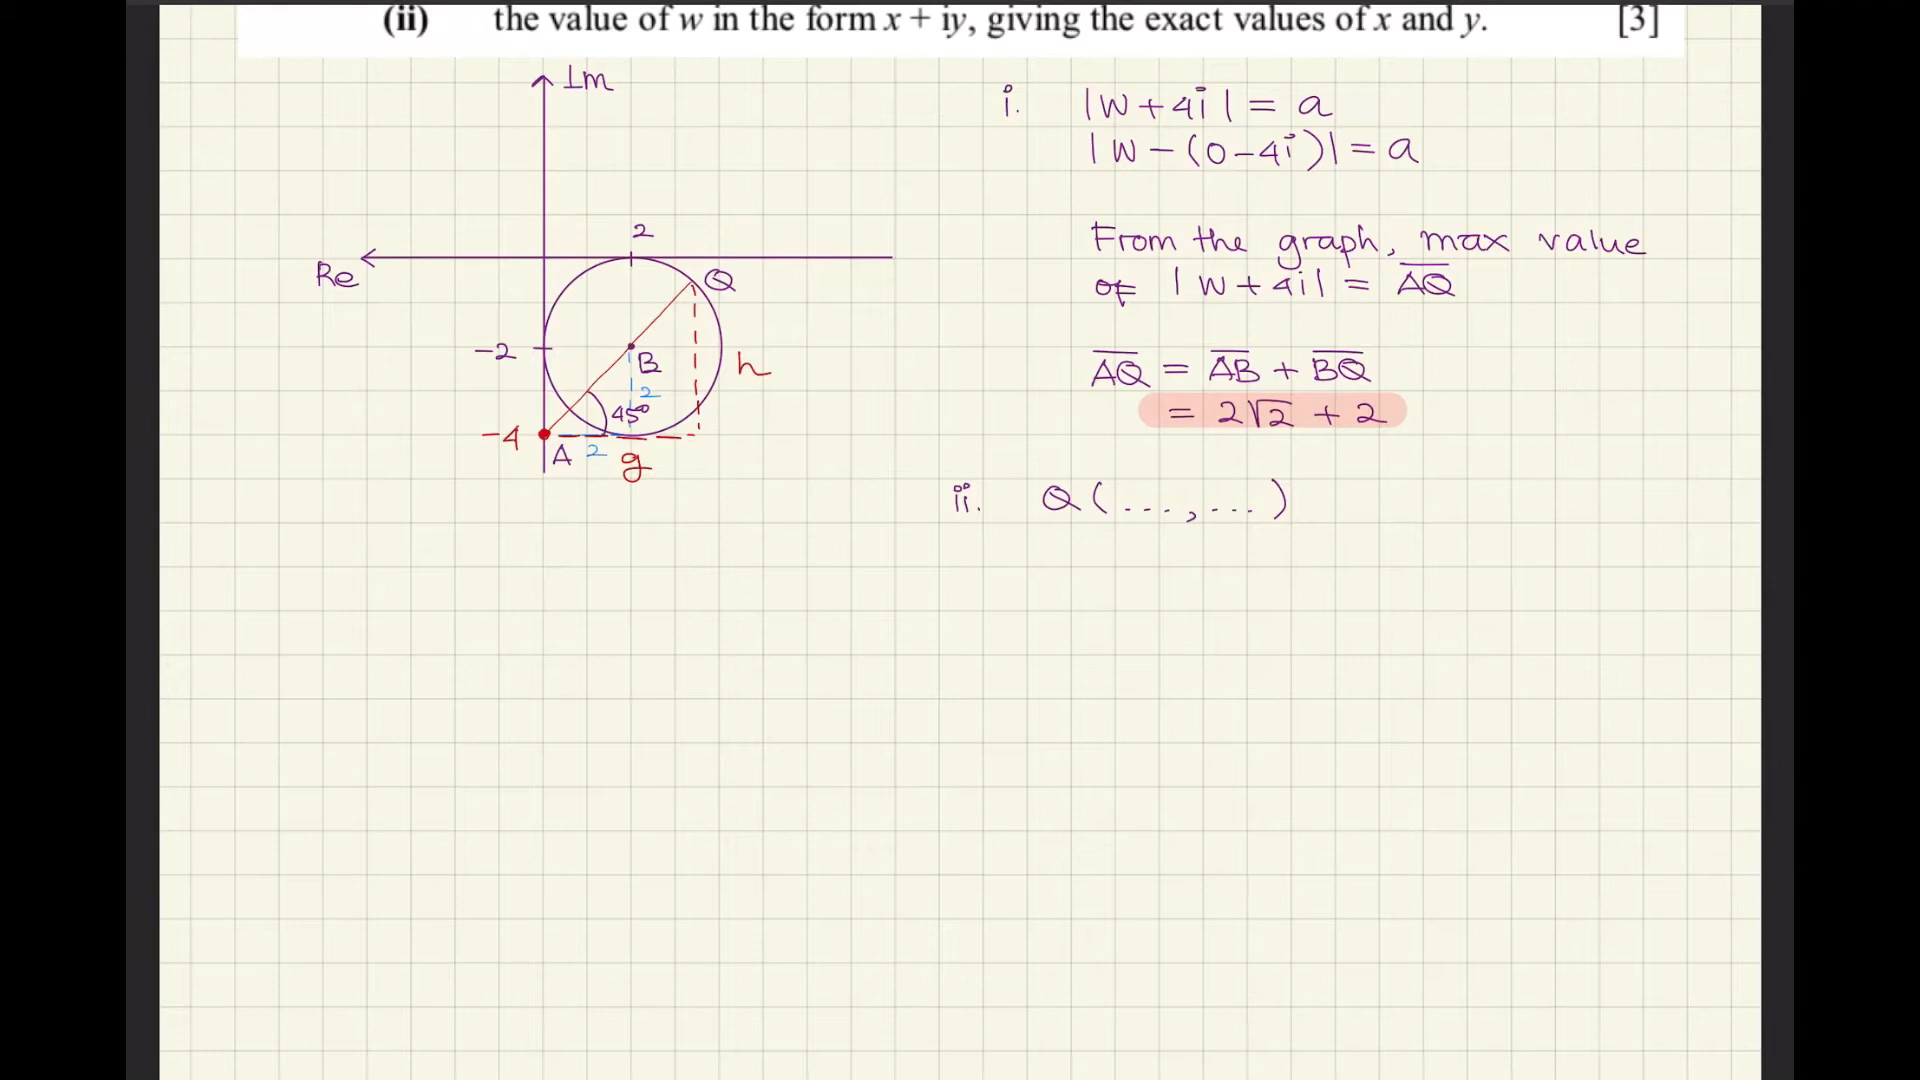 (ii) the value of w in the form x + iy, giving the exact values of x and y. [3]
Im
Re
2
Q
-2
B
h
2
45°
-4
A
2
g
i. |w+4i| = a
|w-(0-4i)| = a
From the graph, max value
of |w+4i| = AQ
AQ = AB + BQ
= 2√2 + 2
ii. Q(...,...)